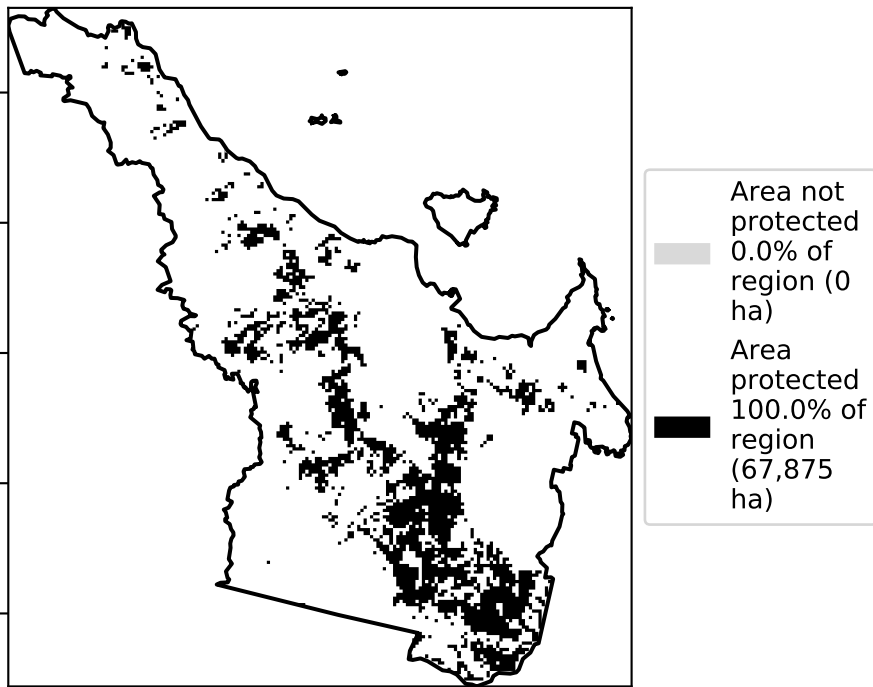 Area not
protected
0.0% of
region (0
ha)
Area
protected
100.0% of
region
(67,875
ha)